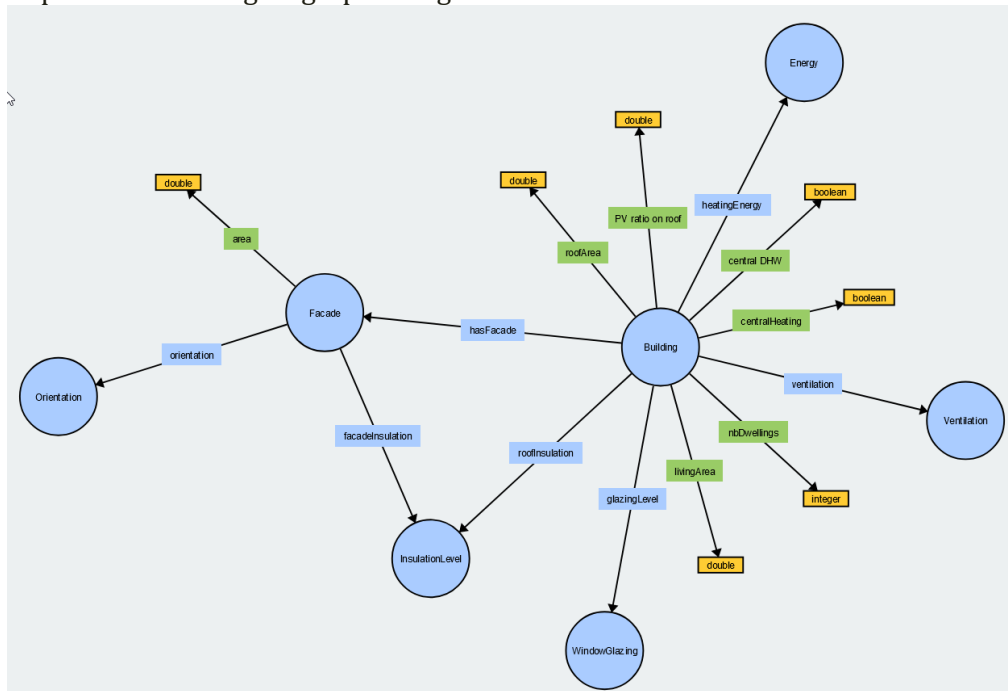 Energy
double
double
boolean
double
heatingEnergy
PV ratio on roof
area
roofArea
central DHW
boolean
Facade
centralHeating
hasFacade
Building
orientation
ventilation
Orientation
Ventilation
facadeInsulation
nbDwellings
roofInsulation
livingArea
glazingLevel
integer
InsulationLevel
double
WindowGlazing